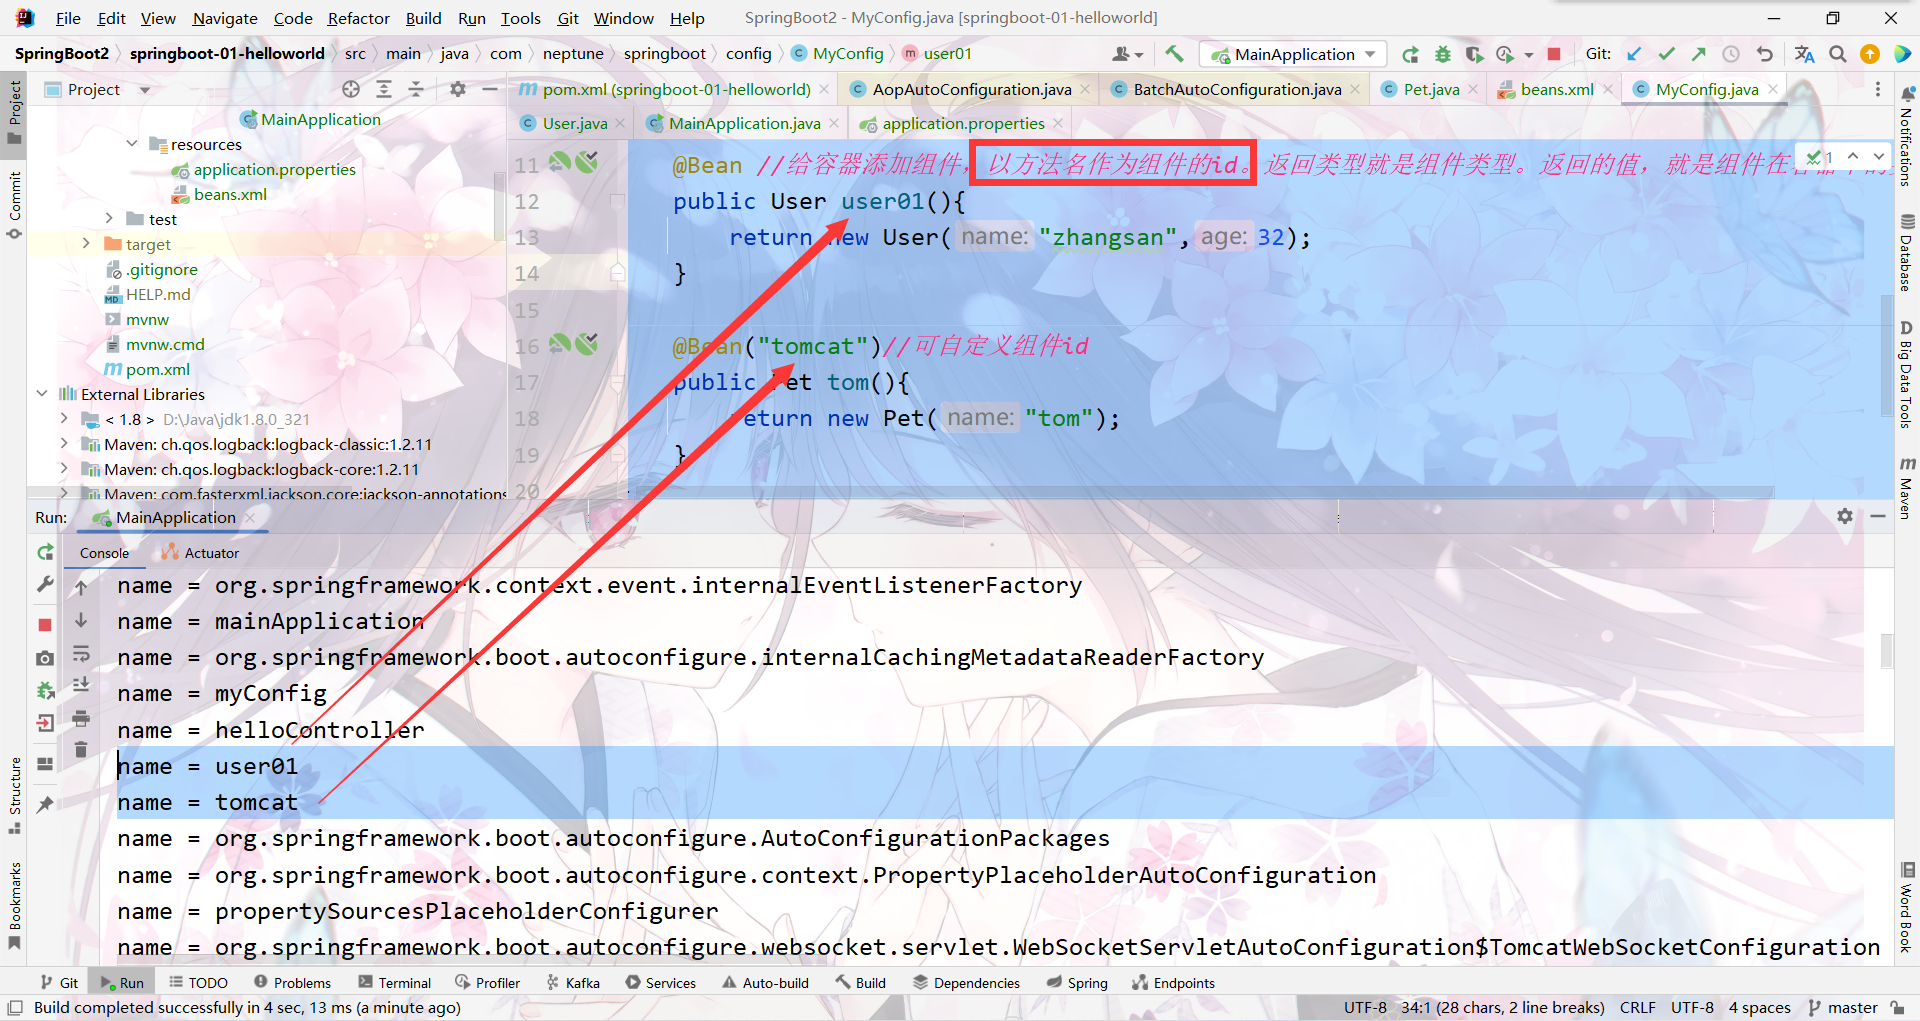 File Edit View Navigate Code Refactor Build Run Tools Git Window Help SpringBoot2 - MyConfig.java [springboot-01-helloworld]
SpringBoot2 springboot-01-helloworld src main java com neptune springboot config MyConfig user01 MainApplication Git:
Project
pom.xml (springboot-01-helloworld) AopAutoConfiguration.java BatchAutoConfiguration.java Pet.java beans.xml MyConfig.java
User.java MainApplication.java application.properties
MainApplication
resources
application.properties
beans.xml
test
target
.gitignore
HELP.md
mvnw
mvnw.cmd
pom.xml
External Libraries
< 1.8 > D:\Java\jdk1.8.0_321
Maven: ch.qos.logback:logback-classic:1.2.11
Maven: ch.qos.logback:logback-core:1.2.11
Maven: com.fasterxml.jackson.core:jackson-annotations
11 @Bean //给容器添加组件, 以方法名作为组件的id。返回类型就是组件类型。返回的值，就是组件在容器中的
1
12 public User user01(){
13 return new User( name: "zhangsan", age: 32);
14 }
15
16 @Bean("tomcat")//可自定义组件id
17 public Pet tom(){
18 return new Pet( name: "tom");
19 }
20
Project
Commit
Structure
Bookmarks
Notifications
Database
D Big Data Tools
Maven
Word Book
Run: MainApplication
Console Actuator
name = org.springframework.context.event.internalEventListenerFactory
name = mainApplication
name = org.springframework.boot.autoconfigure.internalCachingMetadataReaderFactory
name = myConfig
name = helloController
name = user01
name = tomcat
name = org.springframework.boot.autoconfigure.AutoConfigurationPackages
name = org.springframework.boot.autoconfigure.context.PropertyPlaceholderAutoConfiguration
name = propertySourcesPlaceholderConfigurer
name = org.springframework.boot.autoconfigure.websocket.servlet.WebSocketServletAutoConfiguration$TomcatWebSocketConfiguration
Git Run TODO Problems Terminal Profiler Kafka Services Auto-build Build Dependencies Spring Endpoints
Build completed successfully in 4 sec, 13 ms (a minute ago) UTF-8 34:1 (28 chars, 2 line breaks) CRLF UTF-8 4 spaces master